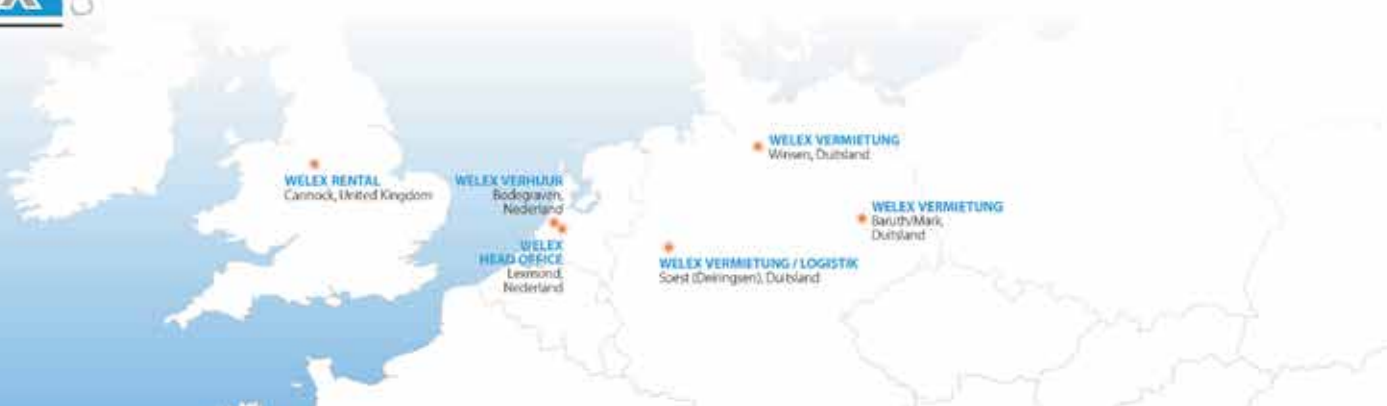 WELEX RENTAL
Cannock, United Kingdom
WELEX VERHUUR
Bodegraven,
Nederland
WELEX
HEAD OFFICE
Lexmond,
Nederland
WELEX VERMIETUNG
Winsen, Duitsland
WELEX VERMIETUNG
Baruth/Mark,
Duitsland
WELEX VERMIETUNG / LOGISTIK
Soest (Deiringsen), Duitsland